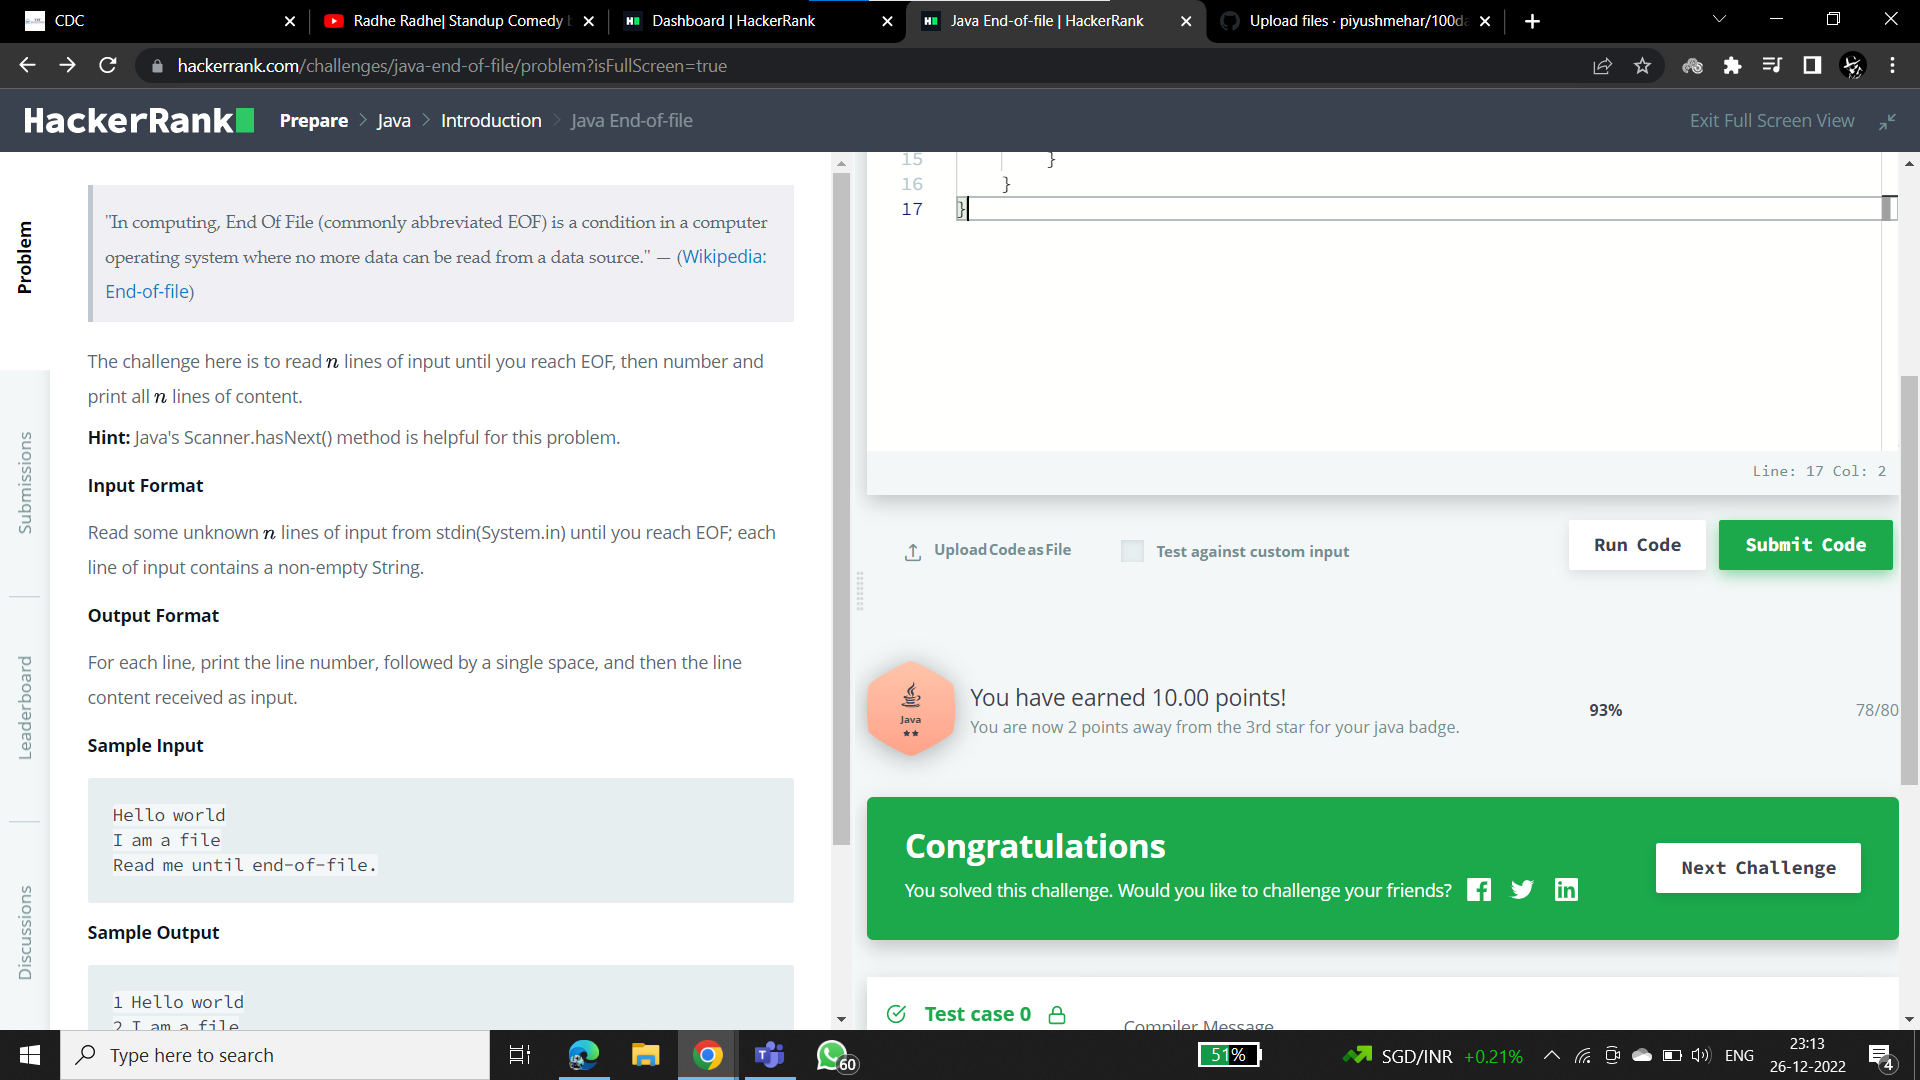 CDC
Radhe Radhe| Standup Comedy
Dashboard | HackerRank
Java End-of-file | HackerRank
Upload files · piyushmehar/100da
hackerrank.com/challenges/java-end-of-file/problem?isFullScreen=true
HackerRank
Prepare > Java > Introduction > Java End-of-file
Exit Full Screen View
Problem
Submissions
Leaderboard
Discussions
"In computing, End Of File (commonly abbreviated EOF) is a condition in a computer
operating system where no more data can be read from a data source." — (Wikipedia:
End-of-file)
The challenge here is to read n lines of input until you reach EOF, then number and
print all n lines of content.
Hint: Java's Scanner.hasNext() method is helpful for this problem.
Input Format
Read some unknown n lines of input from stdin(System.in) until you reach EOF; each
line of input contains a non-empty String.
Output Format
For each line, print the line number, followed by a single space, and then the line
content received as input.
Sample Input
Hello world
I am a file
Read me until end-of-file.
Sample Output
1 Hello world
2 I am a file
15 }
16 }
17 }
Line: 17 Col: 2
Upload Code as File
Test against custom input
Run Code
Submit Code
Java
You have earned 10.00 points!
You are now 2 points away from the 3rd star for your java badge.
93%
78/80
Congratulations
You solved this challenge. Would you like to challenge your friends?
Next Challenge
Test case 0
Compiler Message
Type here to search
60
51%
SGD/INR +0.21%
ENG
23:13
26-12-2022
4